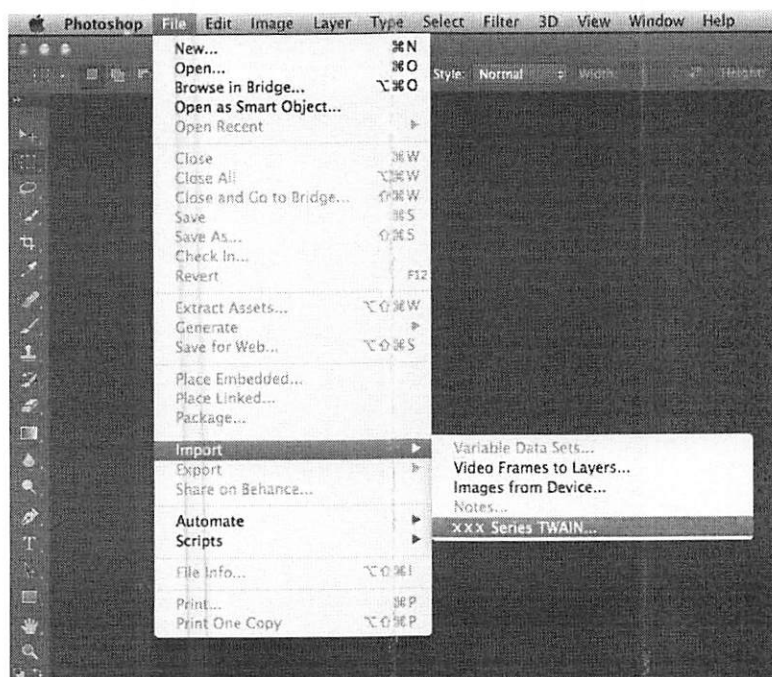 Photoshop File Edit Image Layer Type Select Filter 3D View Window Help
Style: Normal Width: Height:
New... ⌘N
Open... ⌘O
Browse in Bridge... ⌥⌘O
Open as Smart Object...
Open Recent
Close ⌘W
Close All ⌥⌘W
Close and Go to Bridge... ⇧⌘W
Save ⌘S
Save As... ⇧⌘S
Check In...
Revert F12
Extract Assets... ⌥⇧⌘W
Generate
Save for Web... ⌥⇧⌘S
Place Embedded...
Place Linked...
Package...
Import
Export
Share on Behance...
Automate
Scripts
File Info... ⌥⇧⌘I
Print... ⌘P
Print One Copy ⌥⇧⌘P
Variable Data Sets...
Video Frames to Layers...
Images from Device...
Notes...
××× Series TWAIN...